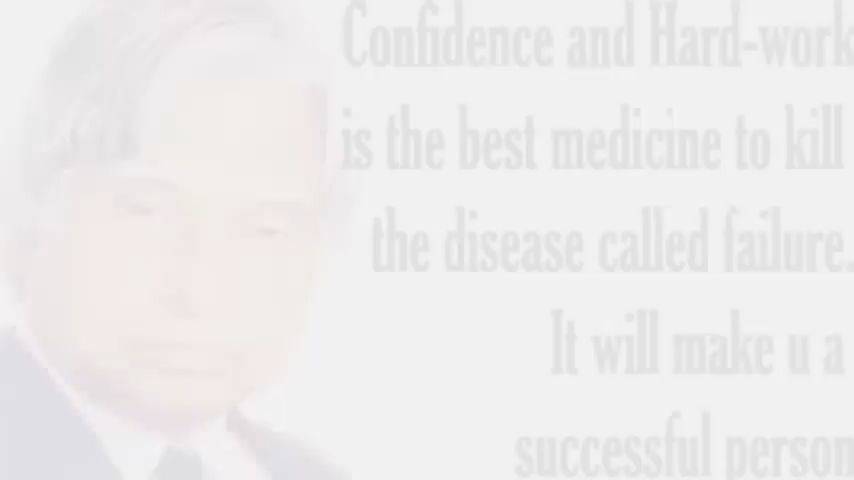 Confidence and Hard-work
is the best medicine to kill
the disease called failure.
It will make u a
successful person